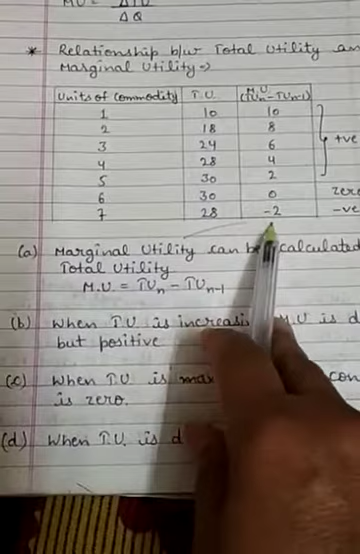 MU = ΔTU
ΔQ
* Relationship b/w Total Utility an
Marginal Utility ⇒
Units of Commodity T.U. M.U (TUn - TUn-1)
1 10 10
2 18 8
3 24 6
4 28 4 +ve
5 30 2
6 30 0 zero
7 28 -2 -ve
(a) Marginal Utility can be calculated
Total Utility
M.U. = TUn - TUn-1
(b) When T.U is increasi M.U is d
but positive
(c) When T.U is max con
is zero.
(d) When T.U. is d